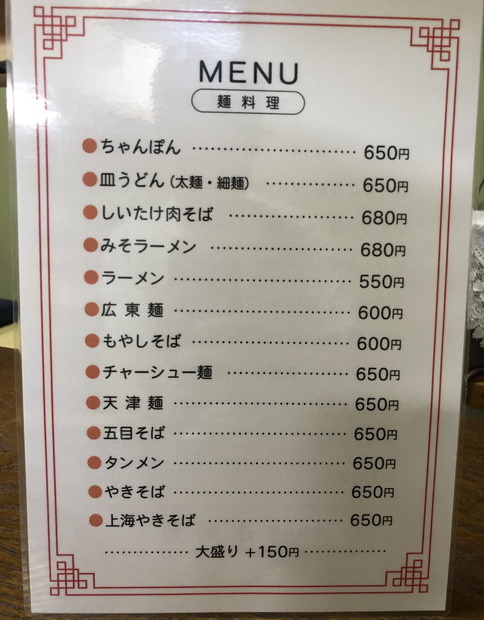 MENU
麺料理
●ちゃんぽん ………………………… 650円
●皿うどん（太麺・細麺） …………… 650円
●しいたけ肉そば ………………… 680円
●みそラーメン ……………………… 680円
●ラーメン ………………………… 550円
●広東麺 ………………………… 600円
●もやしそば ………………………… 600円
●チャーシュー麺 ………………… 650円
●天津麺 ………………………… 650円
●五目そば ………………………… 650円
●タンメン ………………………… 650円
●やきそば ………………………… 650円
●上海やきそば ………………… 650円
…………… 大盛り +150円 ……………